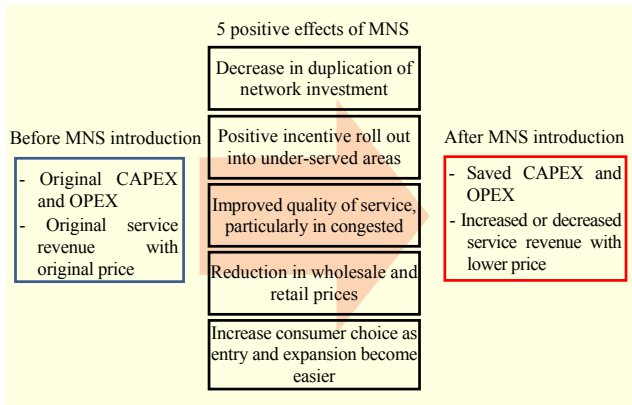 5 positive effects of MNS
Decrease in duplication of
network investment
Before MNS introduction
- Original CAPEX
and OPEX
- Original service
revenue with
original price
Positive incentive roll out
into under-served areas
Improved quality of service,
particularly in congested
Reduction in wholesale and
retail prices
Increase consumer choice as
entry and expansion become
easier
After MNS introduction
- Saved CAPEX and
OPEX
- Increased or decreased
service revenue with
lower price